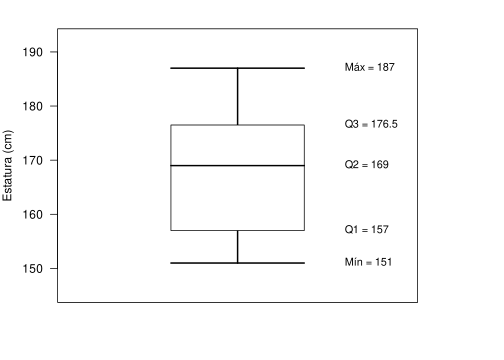 190
180
170
160
150
Estatura (cm)
Máx = 187
Q3 = 176.5
Q2 = 169
Q1 = 157
Mín = 151